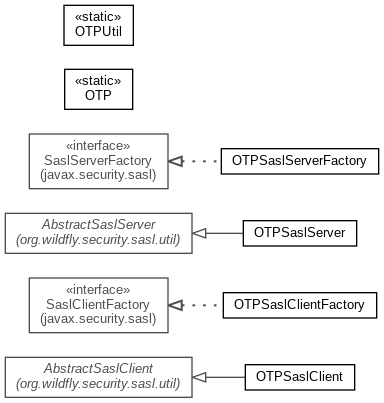 «static»
OTPUtil
«static»
OTP
«interface»
SaslServerFactory
(javax.security.sasl)
OTPSaslServerFactory
AbstractSaslServer
(org.wildfly.security.sasl.util)
OTPSaslServer
«interface»
SaslClientFactory
(javax.security.sasl)
OTPSaslClientFactory
AbstractSaslClient
(org.wildfly.security.sasl.util)
OTPSaslClient